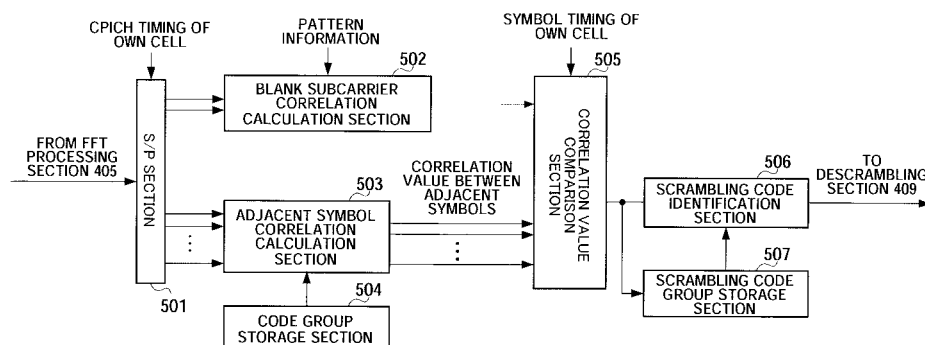 CPICH TIMING OF
OWN CELL
PATTERN
INFORMATION
502
BLANK SUBCARRIER
CORRELATION
CALCULATION SECTION
SYMBOL TIMING OF
OWN CELL
505
CORRELATION VALUE
COMPARISON
SECTION
FROM FFT
PROCESSING
SECTION 405
S/P SECTION
501
503
ADJACENT SYMBOL
CORRELATION
CALCULATION
SECTION
CORRELATION
VALUE BETWEEN
ADJACENT
SYMBOLS
504
CODE GROUP
STORAGE SECTION
506
SCRAMBLING CODE
IDENTIFICATION
SECTION
TO
DESCRAMBLING
SECTION 409
507
SCRAMBLING CODE
GROUP STORAGE
SECTION